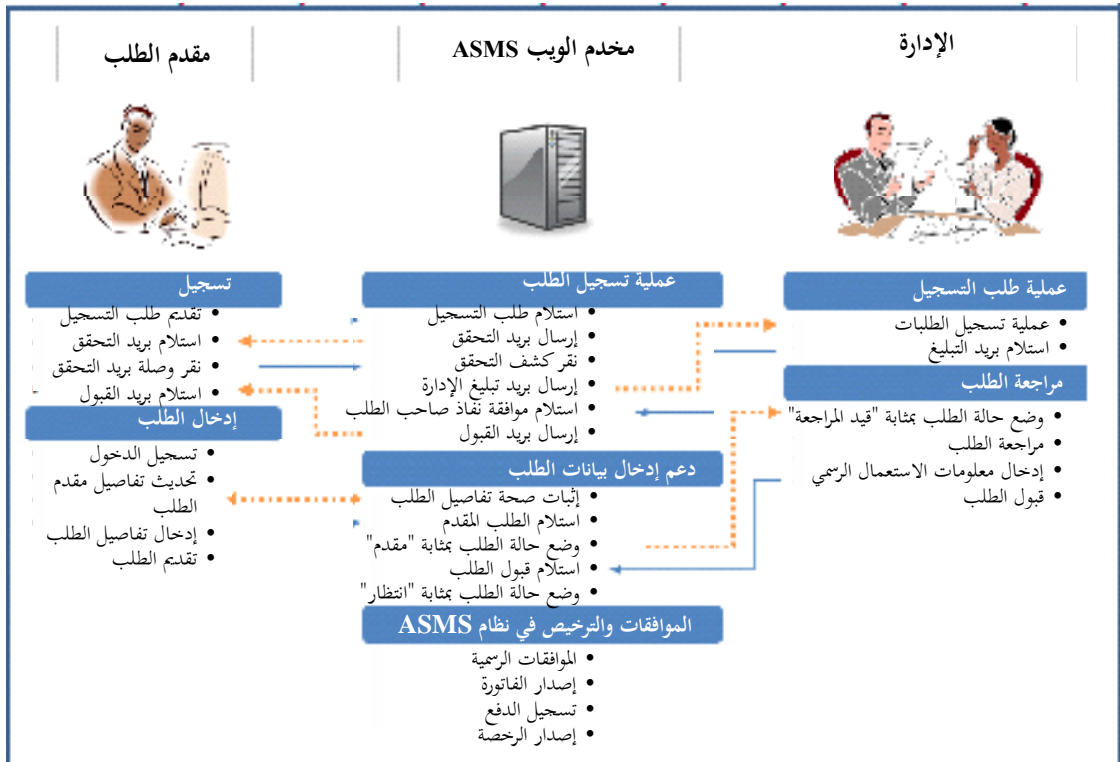 الإدارة
مخدم الويب ASMS
مقدم الطلب
عملية طلب التسجيل
• عملية تسجيل الطلبات
• استلام بريد التبليغ
مراجعة الطلب
• وضع حالة الطلب بمثابة "قيد المراجعة"
• مراجعة الطلب
• إدخال معلومات الاستعمال الرسمي
• قبول الطلب
عملية تسجيل الطلب
• استلام طلب التسجيل
• إرسال بريد التحقق
• نقر كشف التحقق
• إرسال بريد تبليغ الإدارة
• استلام موافقة نفاذ صاحب الطلب
• إرسال بريد القبول
دعم إدخال بيانات الطلب
• إثبات صحة تفاصيل الطلب
• استلام الطلب المقدم
• وضع حالة الطلب بمثابة "مقدم"
• استلام قبول الطلب
• وضع حالة الطلب بمثابة "انتظار"
الموافقات والترخيص في نظام ASMS
• الموافقات الرسمية
• إصدار الفاتورة
• تسجيل الدفع
• إصدار الرخصة
تسجيل
• تقديم طلب التسجيل
• استلام بريد التحقق
• نقر وصلة بريد التحقق
• استلام بريد القبول
إدخال الطلب
• تسجيل الدخول
• تحديث تفاصيل مقدم
الطلب
• إدخال تفاصيل الطلب
• تقديم الطلب